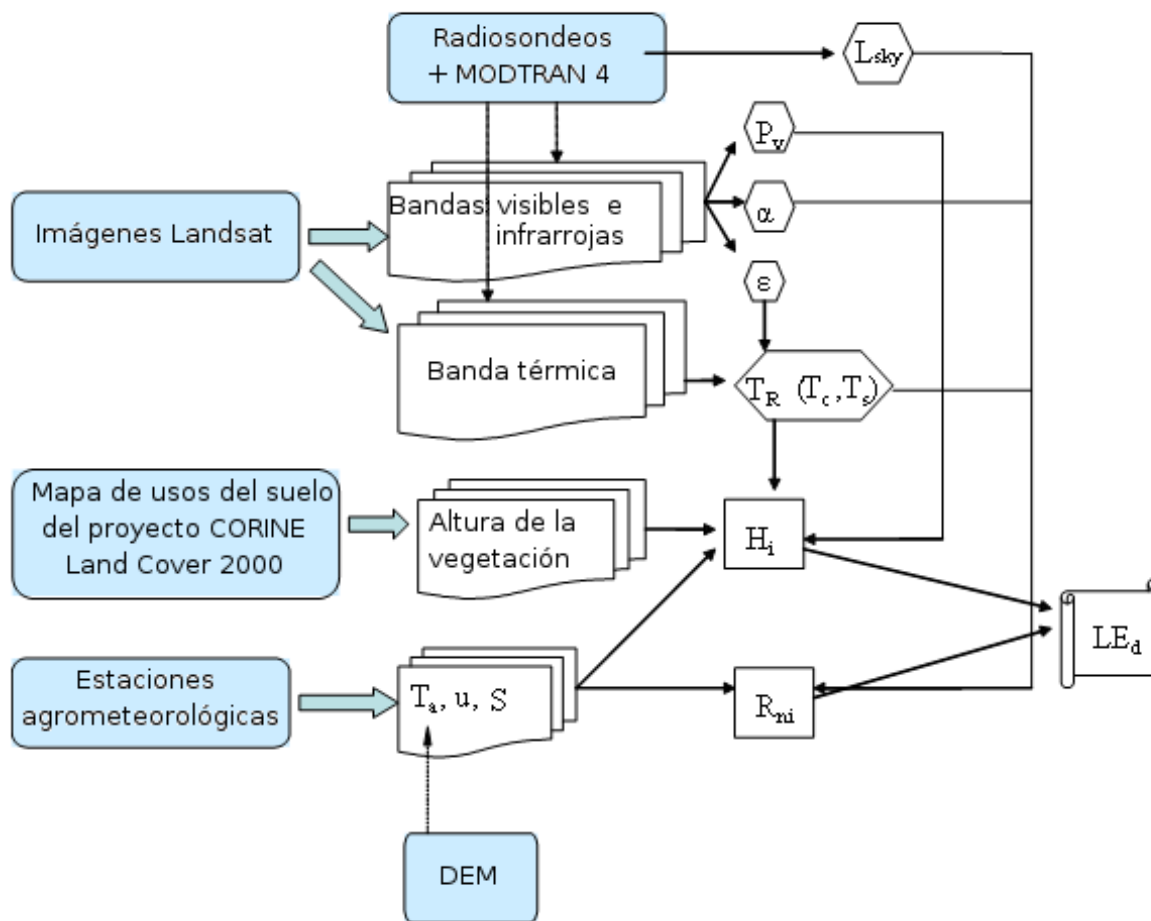 Radiosondeos
+ MODTRAN 4
Lsky
Pv
Imágenes Landsat
Bandas visibles e
infrarrojas
α
ε
Banda térmica
TR (Tc,Ts)
Mapa de usos del suelo
del proyecto CORINE
Land Cover 2000
Altura de la
vegetación
Hi
LEd
Estaciones
agrometeorológicas
Ta, u, S
Rni
DEM